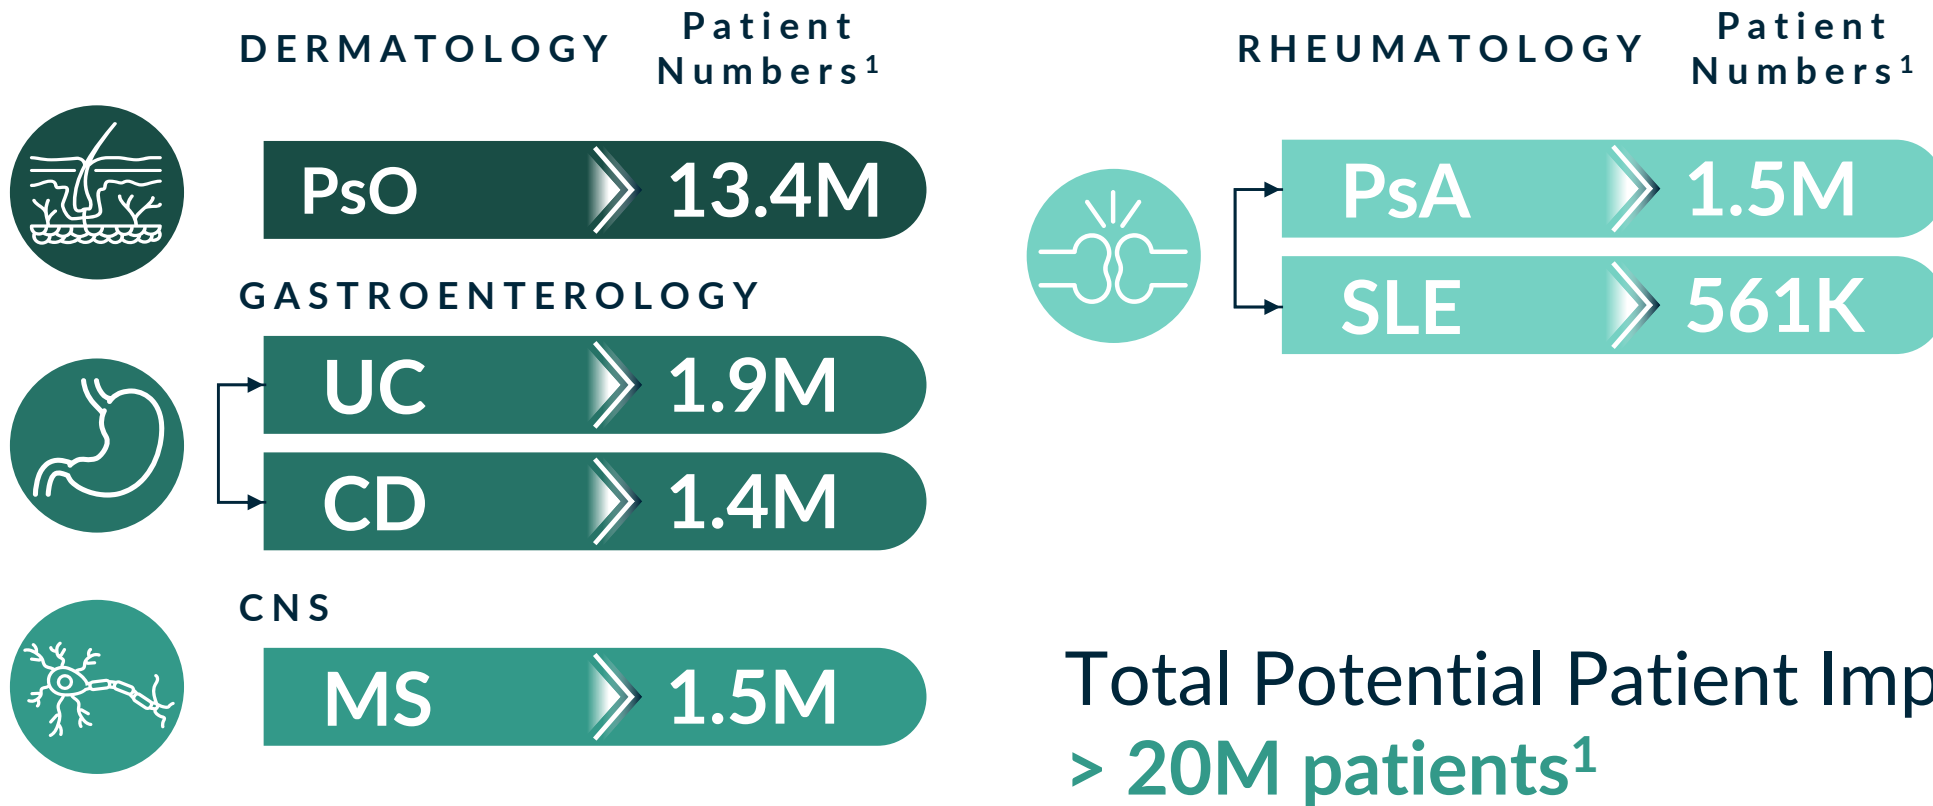 DERMATOLOGY
Patient
Numbers¹
PsO 13.4M
GASTROENTEROLOGY
UC 1.9M
CD 1.4M
CNS
MS 1.5M
RHEUMATOLOGY
Patient
Numbers¹
PsA 1.5M
SLE 561K
Total Potential Patient Imp
> 20M patients¹